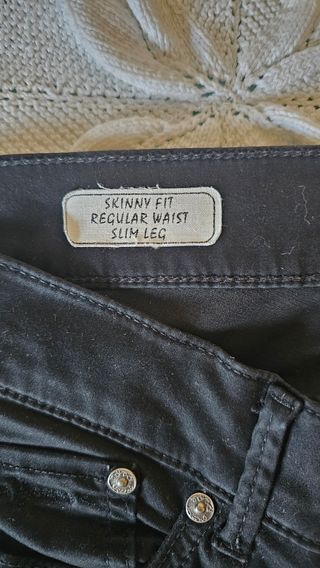 SKINNY FIT
REGULAR WAIST
SLIM LEG